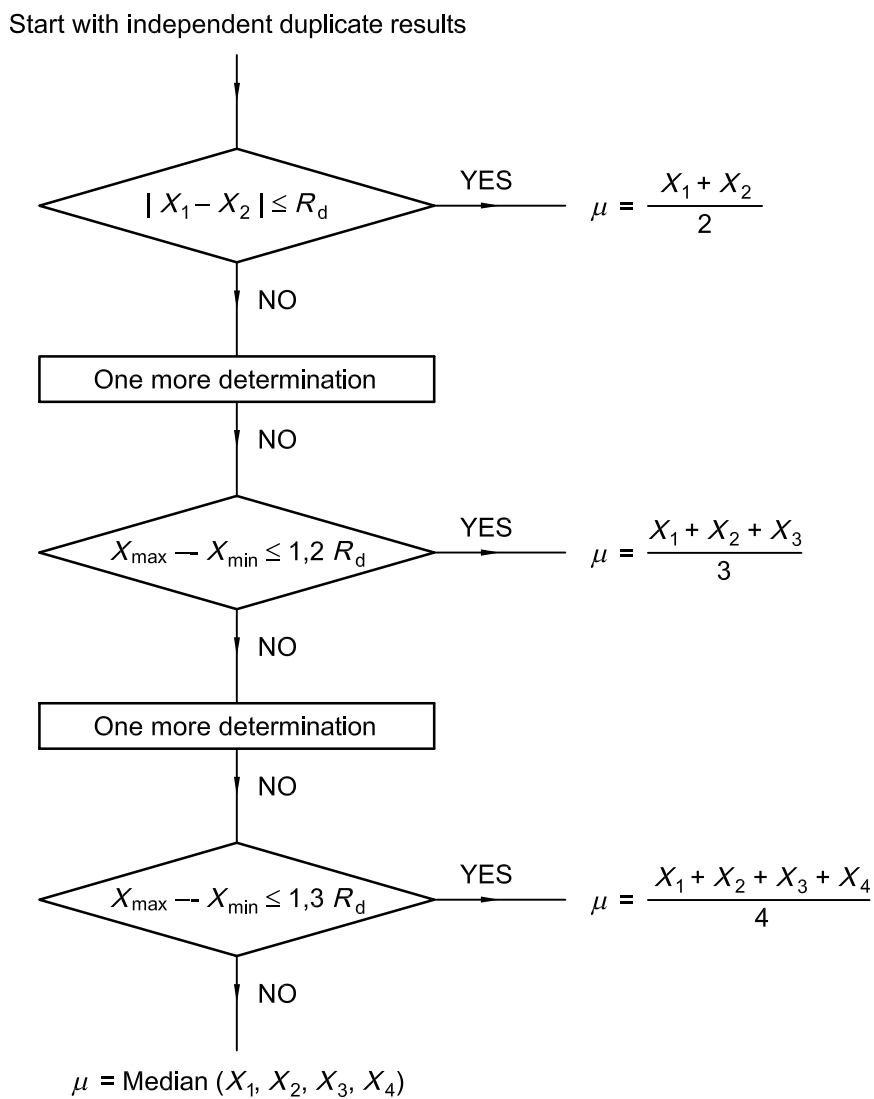 Start with independent duplicate results
| X1 – X2 | ≤ Rd
YES
μ = X1 + X2 / 2
NO
One more determination
NO
Xmax — Xmin ≤ 1,2 Rd
YES
μ = X1 + X2 + X3 / 3
NO
One more determination
NO
Xmax –- Xmin ≤ 1,3 Rd
YES
μ = X1 + X2 + X3 + X4 / 4
NO
μ = Median (X1, X2, X3, X4)